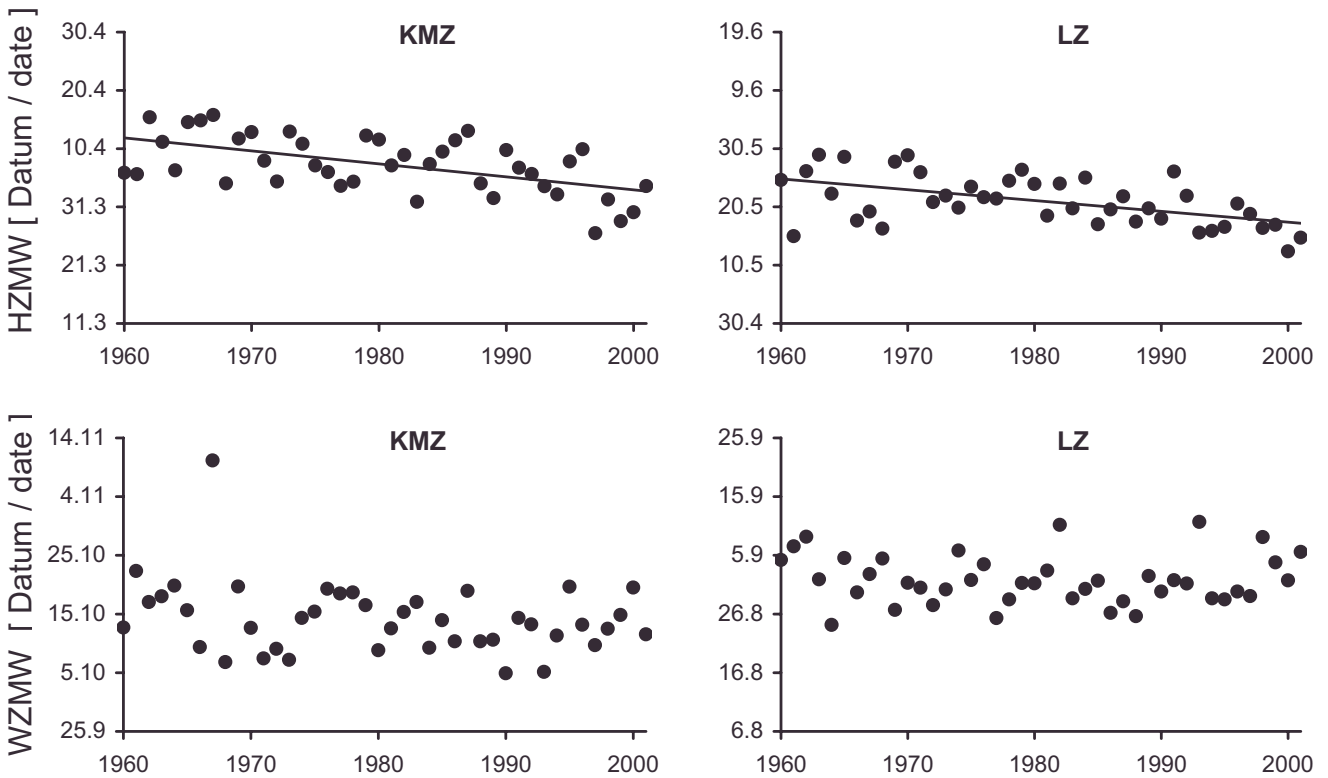 HZMW [ Datum / date ]
KMZ
30.4
20.4
10.4
31.3
21.3
11.3
1960 1970 1980 1990 2000
LZ
19.6
9.6
30.5
20.5
10.5
30.4
1960 1970 1980 1990 2000
WZMW [ Datum / date ]
KMZ
14.11
4.11
25.10
15.10
5.10
25.9
1960 1970 1980 1990 2000
LZ
25.9
15.9
5.9
26.8
16.8
6.8
1960 1970 1980 1990 2000